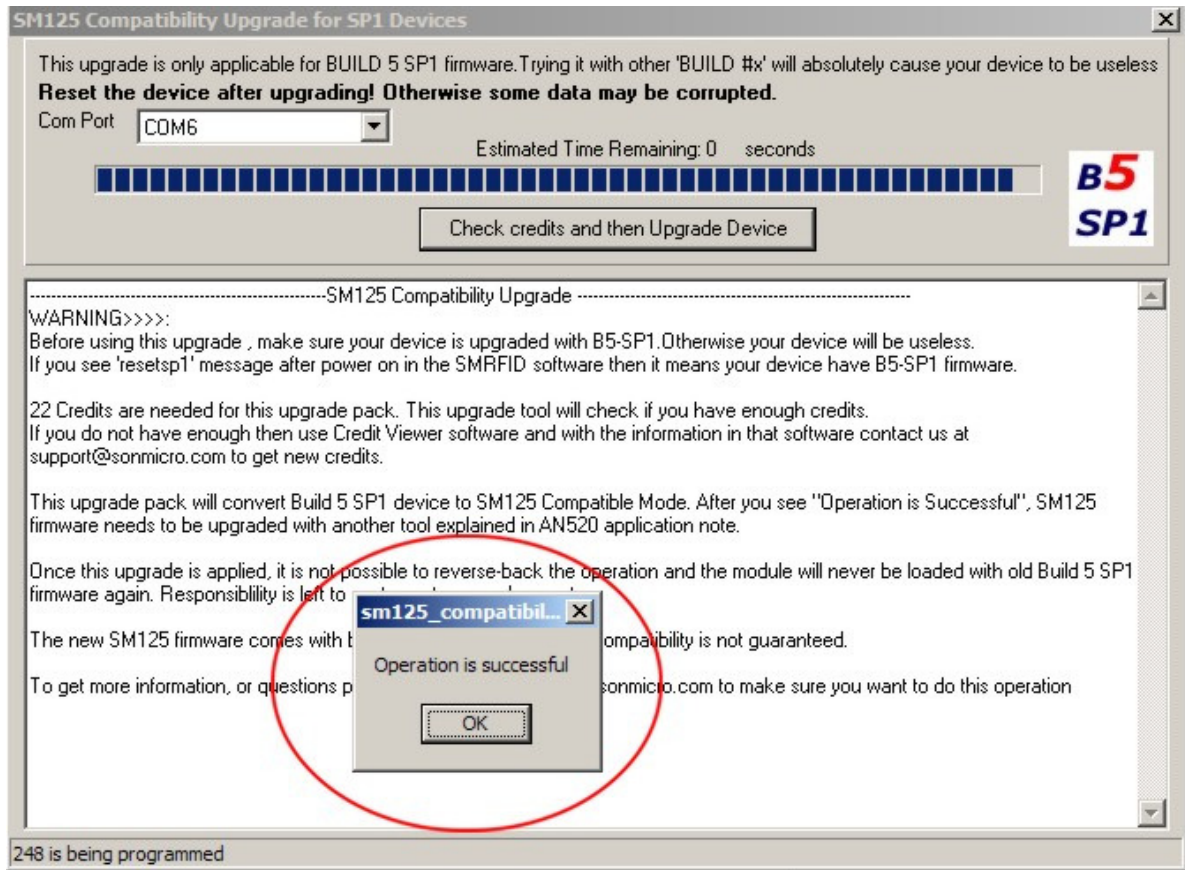 SM125 Compatibility Upgrade for SP1 Devices
This upgrade is only applicable for BUILD 5 SP1 firmware.Trying it with other 'BUILD #x' will absolutely cause your device to be useless
Reset the device after upgrading! Otherwise some data may be corrupted.
Com Port COM6
Estimated Time Remaining: 0 seconds
B5
SP1
Check credits and then Upgrade Device
-----------------------------------------------------SM125 Compatibility Upgrade ------------------------------------------------------------
WARNING>>>>:
Before using this upgrade , make sure your device is upgraded with B5-SP1.Otherwise your device will be useless.
If you see 'resetsp1' message after power on in the SMRFID software then it means your device have B5-SP1 firmware.
22 Credits are needed for this upgrade pack. This upgrade tool will check if you have enough credits.
If you do not have enough then use Credit Viewer software and with the information in that software contact us at
support@sonmicro.com to get new credits.
This upgrade pack will convert Build 5 SP1 device to SM125 Compatible Mode. After you see "Operation is Successful", SM125
firmware needs to be upgraded with another tool explained in AN520 application note.
Once this upgrade is applied, it is not possible to reverse-back the operation and the module will never be loaded with old Build 5 SP1
firmware again. Responsiblility is left to
The new SM125 firmware comes with ompatibility is not guaranteed.
To get more information, or questions p sonmicro.com to make sure you want to do this operation
sm125_compatibil...
Operation is successful
OK
248 is being programmed